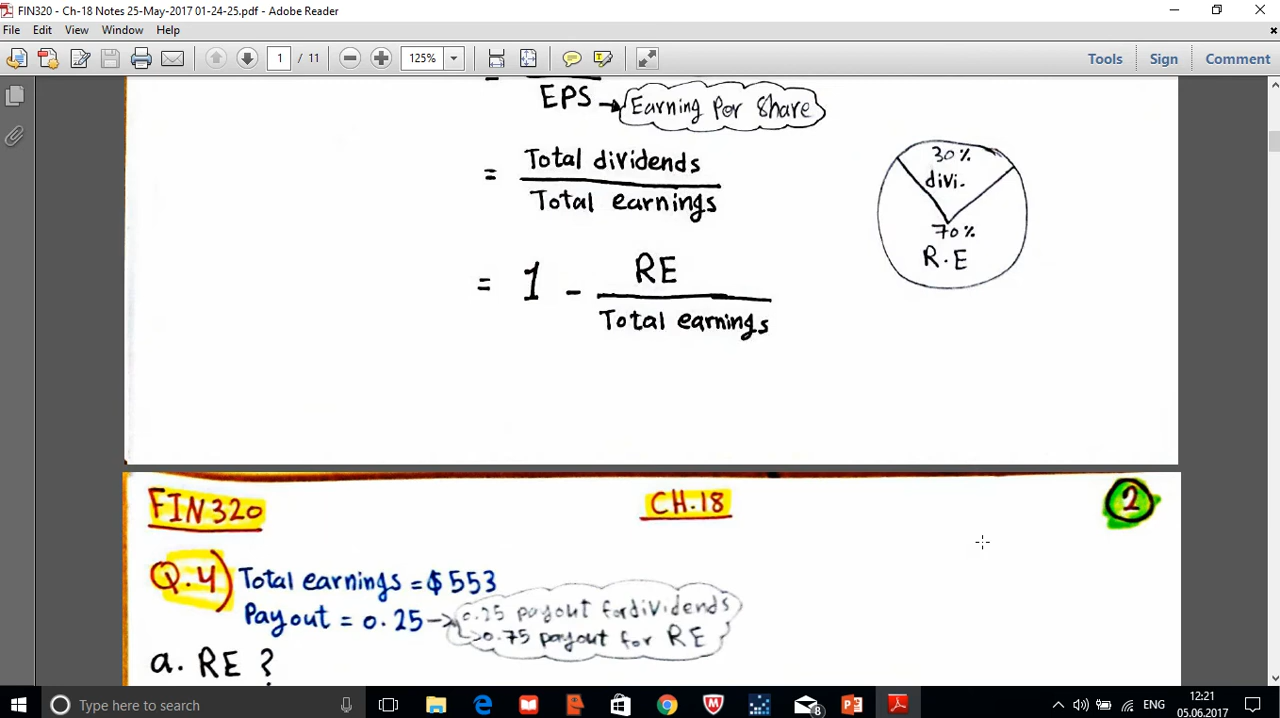 FIN320 - Ch-18 Notes 25-May-2017 01-24-25.pdf - Adobe Reader
File Edit View Window Help
1 / 11 125% Tools Sign Comment
=
EPS → Earning Per Share
= Total dividends
Total earnings
30%
divi.
70%
R.E
= 1 - RE
Total earnings
FIN320 CH.18 2
Q.4) Total earnings = $553
Payout = 0.25 → 0.25 payout for dividends
→ 0.75 payout for RE
a. RE ?
Type here to search
8
ENG
12:21
05.06.2017